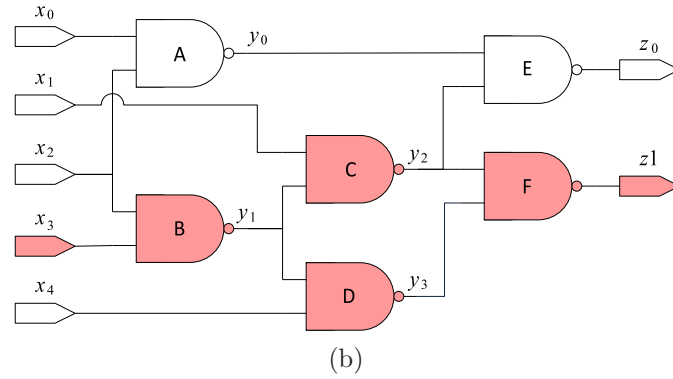 x₀
y₀
z₀
A
E
x₁
x₂
C
y₂
F
z1
x₃
B
y₁
x₄
D
y₃
(b)